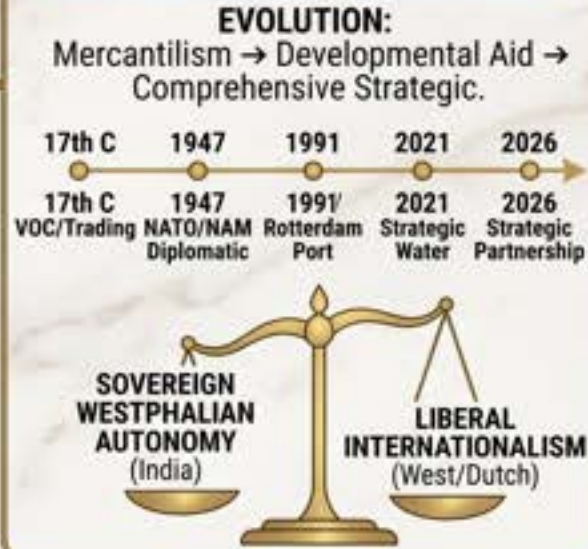 EVOLUTION:
Mercantilism → Developmental Aid →
Comprehensive Strategic.
17th C 1947 1991 2021 2026
17th C 1947 1991/ 2021 2026
VOC/Trading NATO/NAM Rotterdam Strategic Strategic
Diplomatic Port Water Partnership
SOVEREIGN
WESTPHALIAN
AUTONOMY
(India)
LIBERAL
INTERNATIONALISM
(West/Dutch)